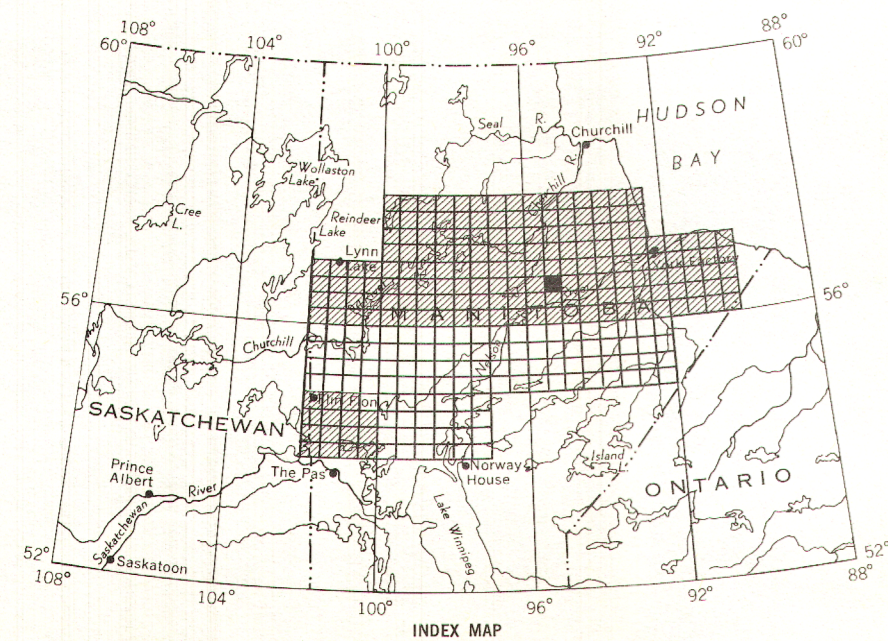 108°
104°
100°
96°
92°
88°
60°
60°
HUDSON
BAY
Seal R.
Churchill
Churchill R.
Wollaston
Lake
Cree
L.
Reindeer
Lake
Lynn
Lake
56°
56°
MANITOBA
Churchill
Nelson
Flin Flon
SASKATCHEWAN
Prince
Albert
The Pas
Norway
House
Island
L.
ONTARIO
Saskatchewan River
Lake Winnipeg
Saskatoon
52°
52°
108°
104°
100°
96°
92°
88°
INDEX MAP